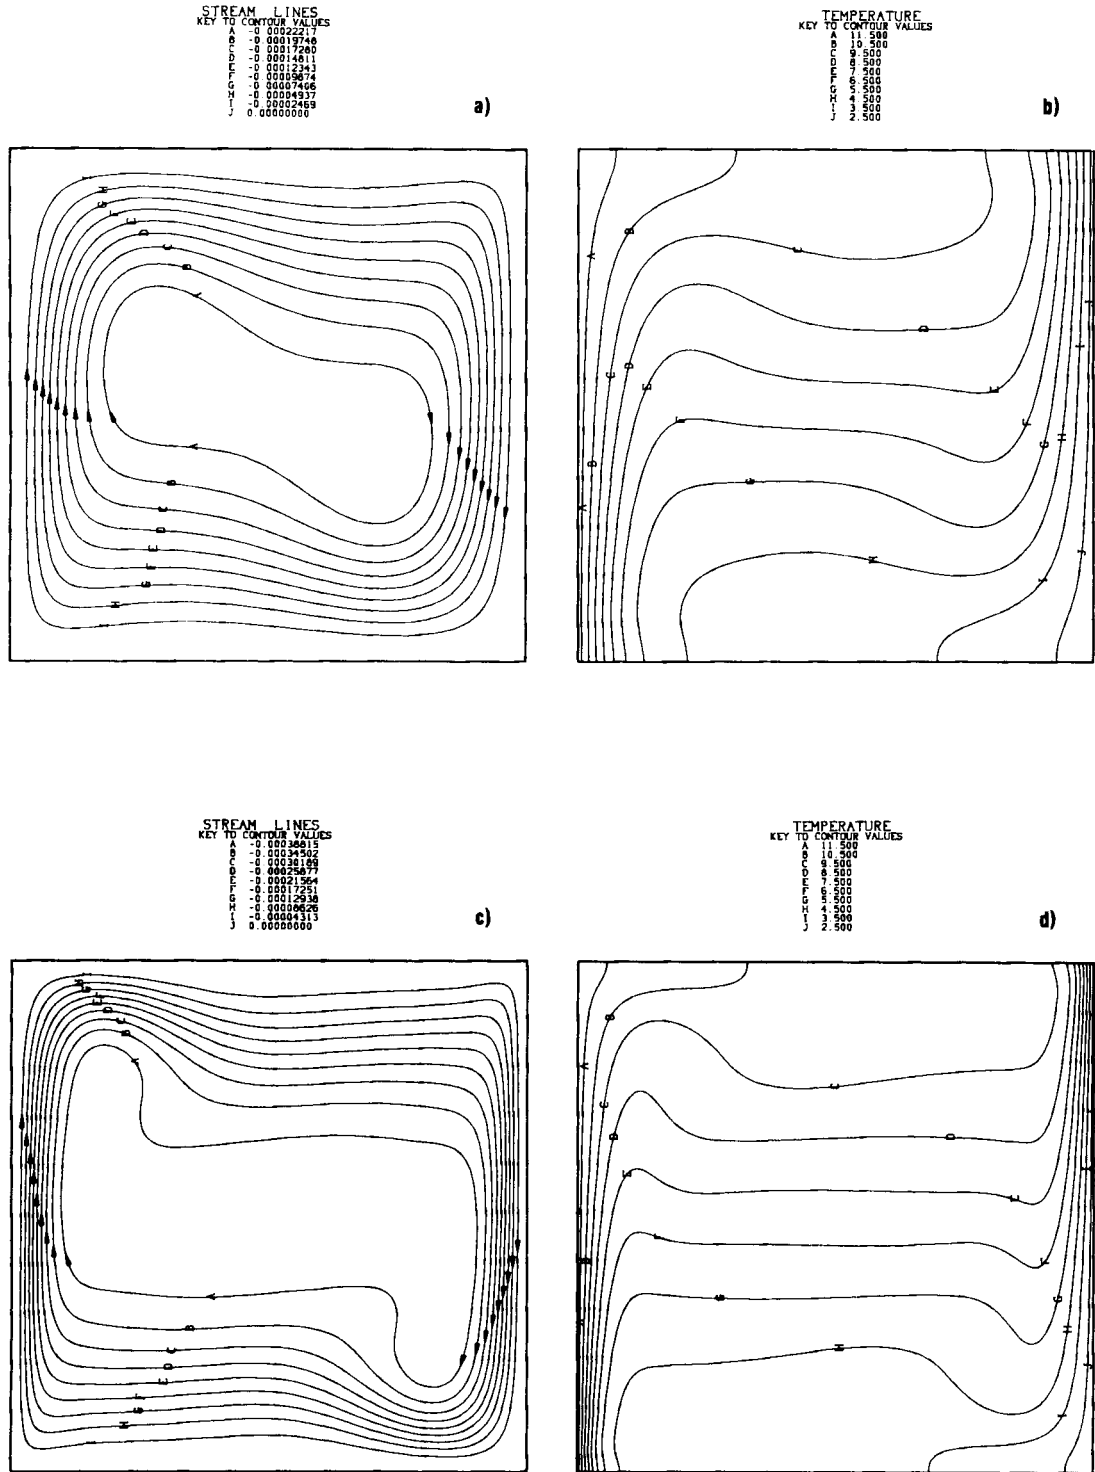 STREAM LINES
KEY TO CONTOUR VALUES
A -0.00022217
B -0.00019748
C -0.00017280
D -0.00014811
E -0.00012343
F -0.00009874
G -0.00007406
H -0.00004937
I -0.00002469
J 0.00000000
a)
TEMPERATURE
KEY TO CONTOUR VALUES
A 11.500
B 10.500
C 9.500
D 8.500
E 7.500
F 6.500
G 5.500
H 4.500
I 3.500
J 2.500
b)
STREAM LINES
KEY TO CONTOUR VALUES
A -0.00038815
B -0.00034502
C -0.00030189
D -0.00025877
E -0.00021564
F -0.00017251
G -0.00012938
H -0.00008626
I -0.00004313
J 0.00000000
c)
TEMPERATURE
KEY TO CONTOUR VALUES
A 11.500
B 10.500
C 9.500
D 8.500
E 7.500
F 6.500
G 5.500
H 4.500
I 3.500
J 2.500
d)